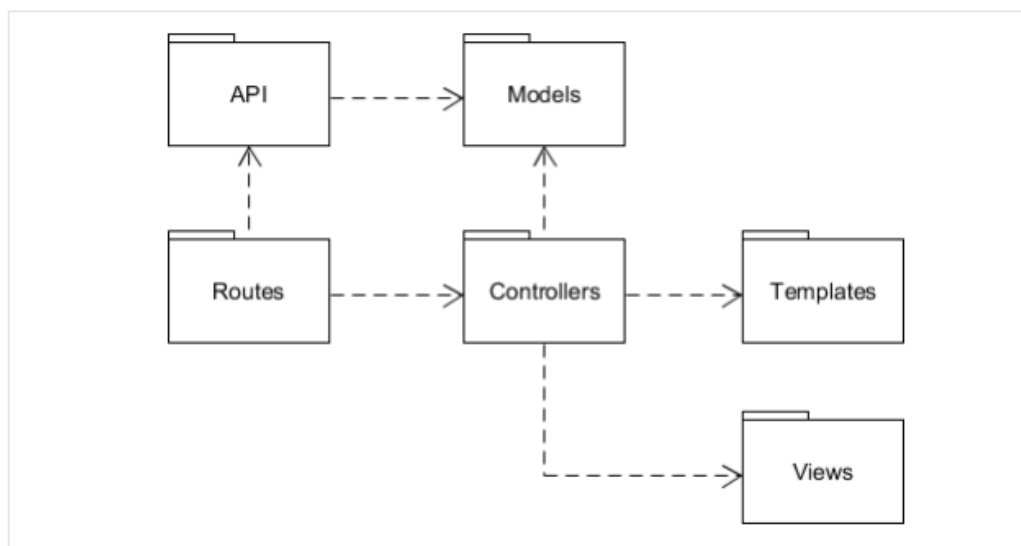 API
Models
Routes
Controllers
Templates
Views